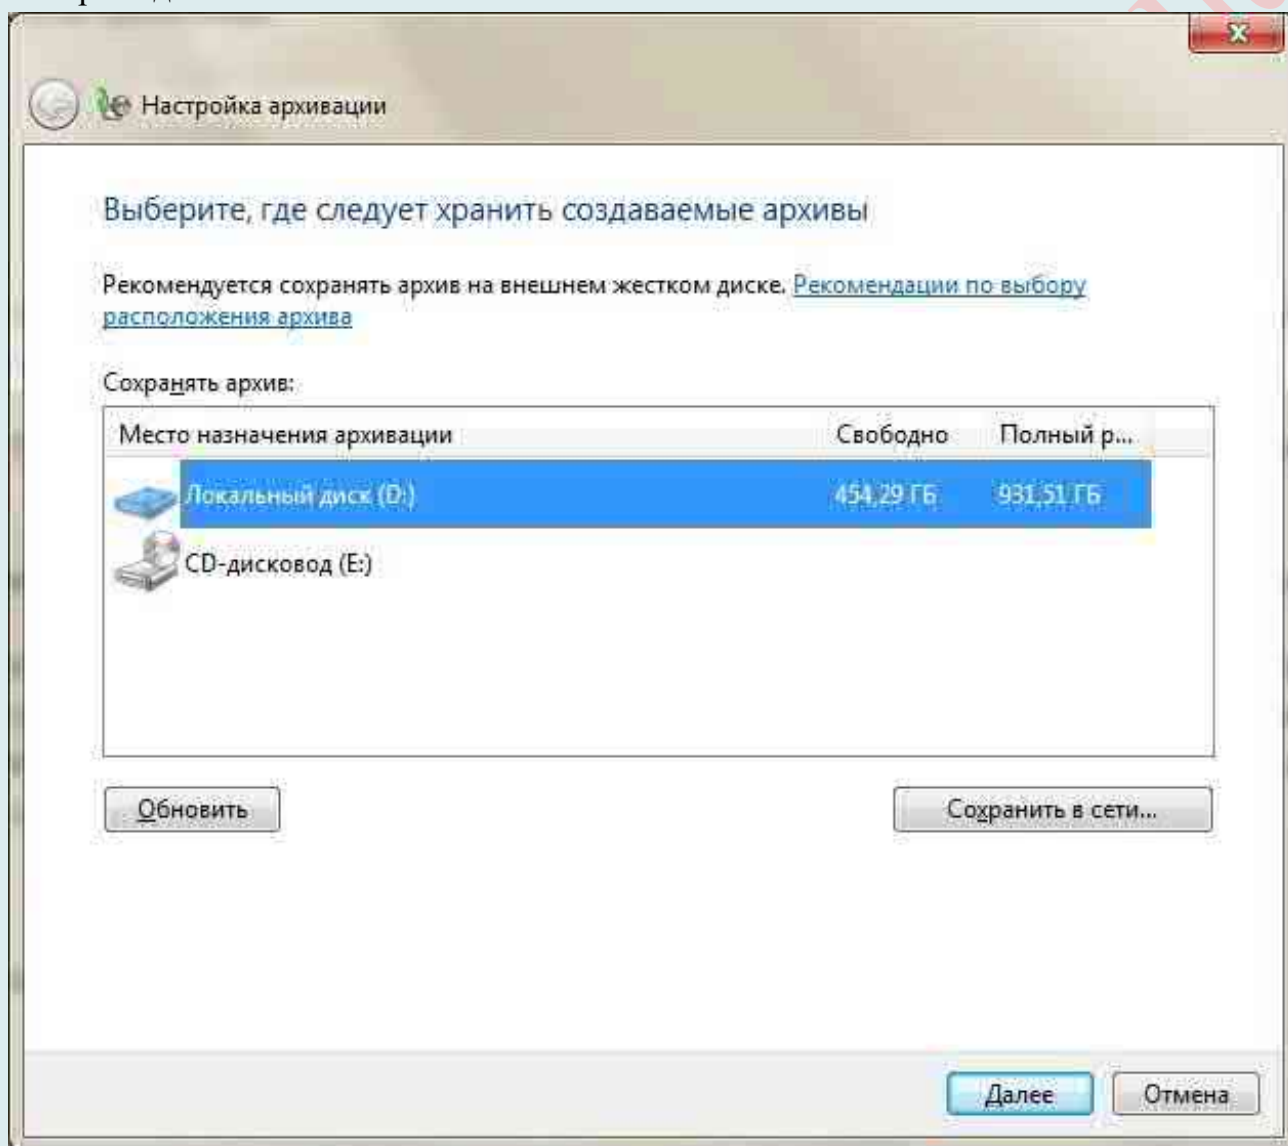 Настройка архивации
Выберите, где следует хранить создаваемые архивы
Рекомендуется сохранять архив на внешнем жестком диске. Рекомендации по выбору
расположения архива
Сохранять архив:
Место назначения архивации Свободно Полный р...
Локальный диск (D:) 454,29 ГБ 931,51 ГБ
CD-дисковод (E:)
Обновить Сохранить в сети...
Далее Отмена